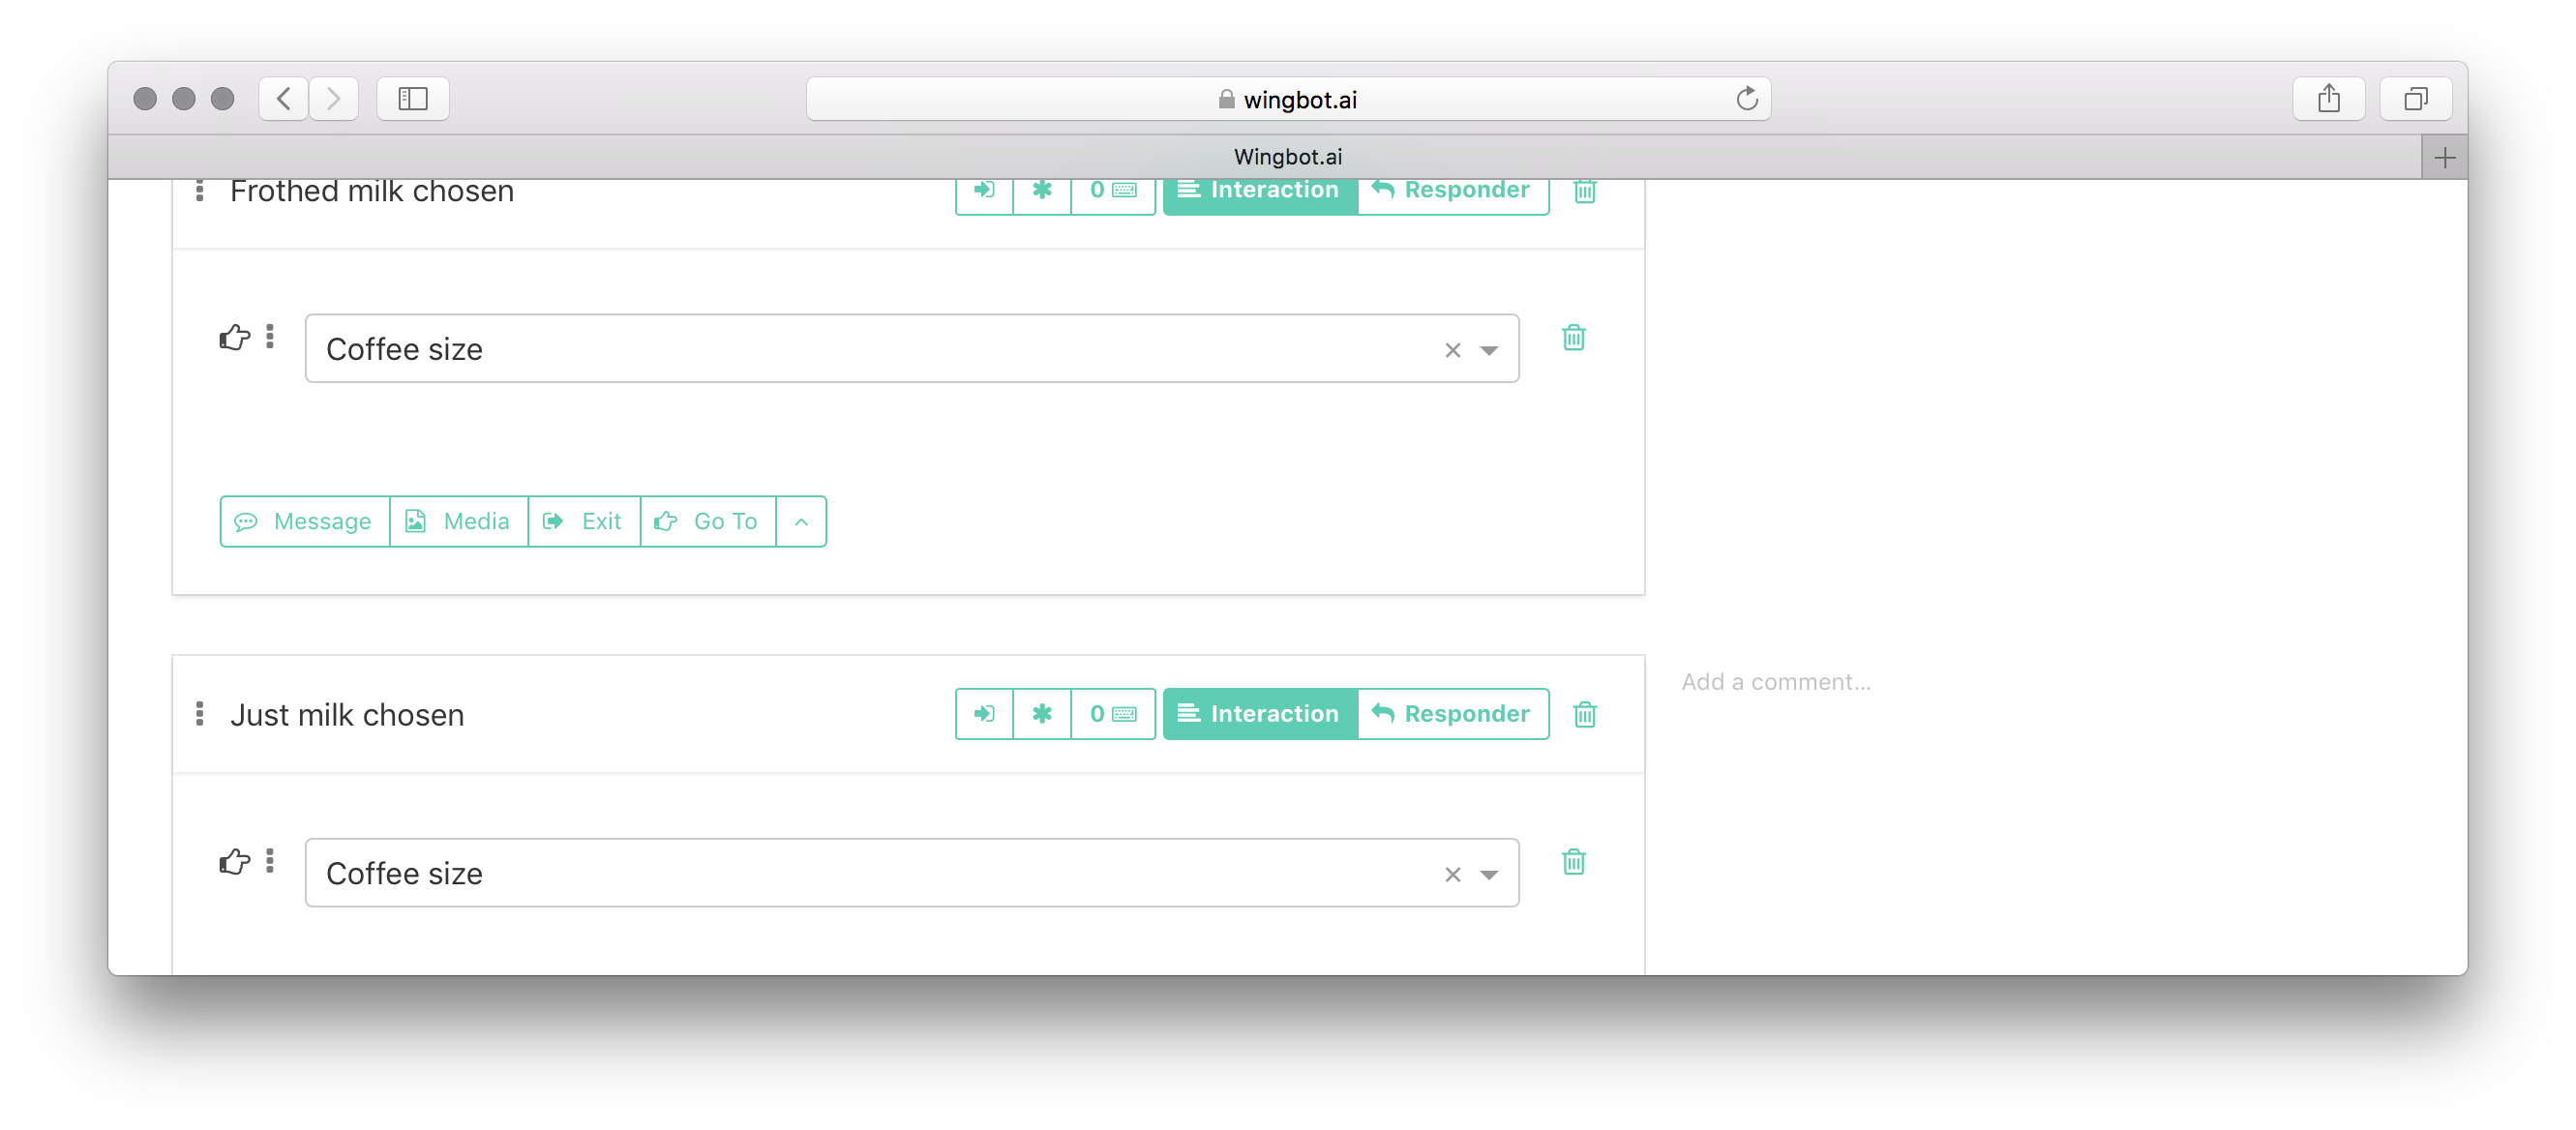 wingbot.ai
Wingbot.ai
Frothed milk chosen 0 Interaction Responder
Coffee size
Message Media Exit Go To
Just milk chosen 0 Interaction Responder Add a comment...
Coffee size